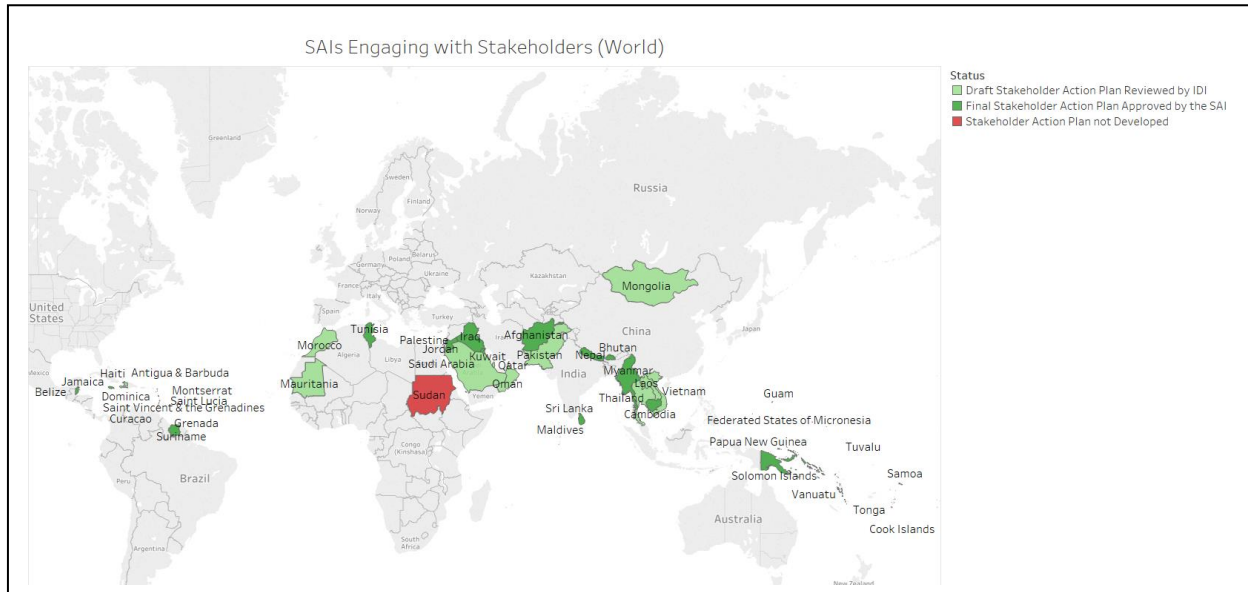 SAIs Engaging with Stakeholders (World)
Status
Draft Stakeholder Action Plan Reviewed by IDI
Final Stakeholder Action Plan Approved by the SAI
Stakeholder Action Plan not Developed
Greenland
Sweden
Finland
Russia
Norway
Poland
Belarus
Germany
Ukraine
France
Kazakhstan
Mongolia
Italy
United
States
Spain
Turkey
Japan
Tunisia
Palestine
Iraq
Afghanistan
China
Morocco
Algeria
Libya
Jordan
Kuwait
Pakistan
Nepal
Bhutan
Saudi Arabia
Qatar
Mexico
Haiti
Antigua & Barbuda
Mauritania
Oman
India
Myanmar
Laos
Jamaica
Sudan
Yemen
Belize
Dominica
Montserrat
Saint Lucia
Thailand
Vietnam
Guam
Saint Vincent & the Grenadines
Sri Lanka
Cambodia
Curacao
Grenada
Maldives
Federated States of Micronesia
Suriname
Congo
(Kinshasa)
Papua New Guinea
Tuvalu
Peru
Brazil
Solomon Islands
Samoa
Vanuatu
Tonga
Australia
Cook Islands
South
Africa
Argentina
New Zealand